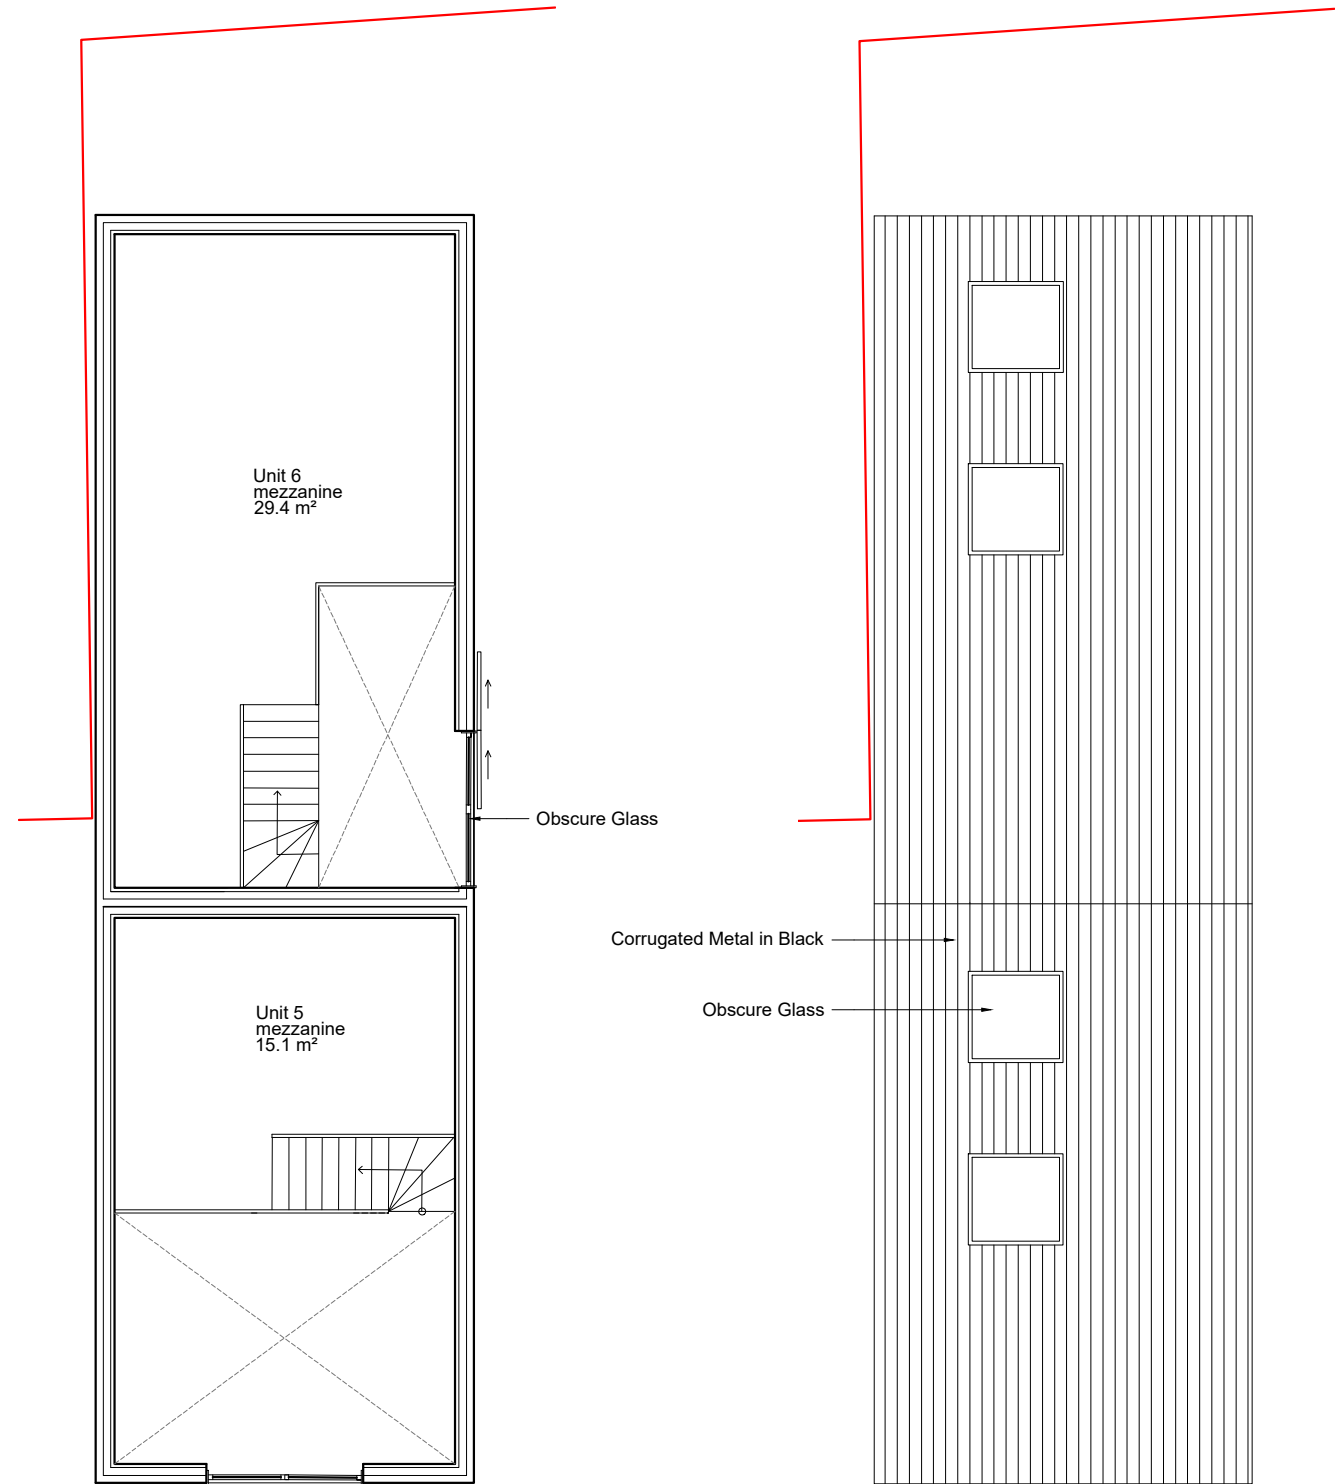 Unit 6
mezzanine
29.4 m²
Obscure Glass
Corrugated Metal in Black
Obscure Glass
Unit 5
mezzanine
15.1 m²